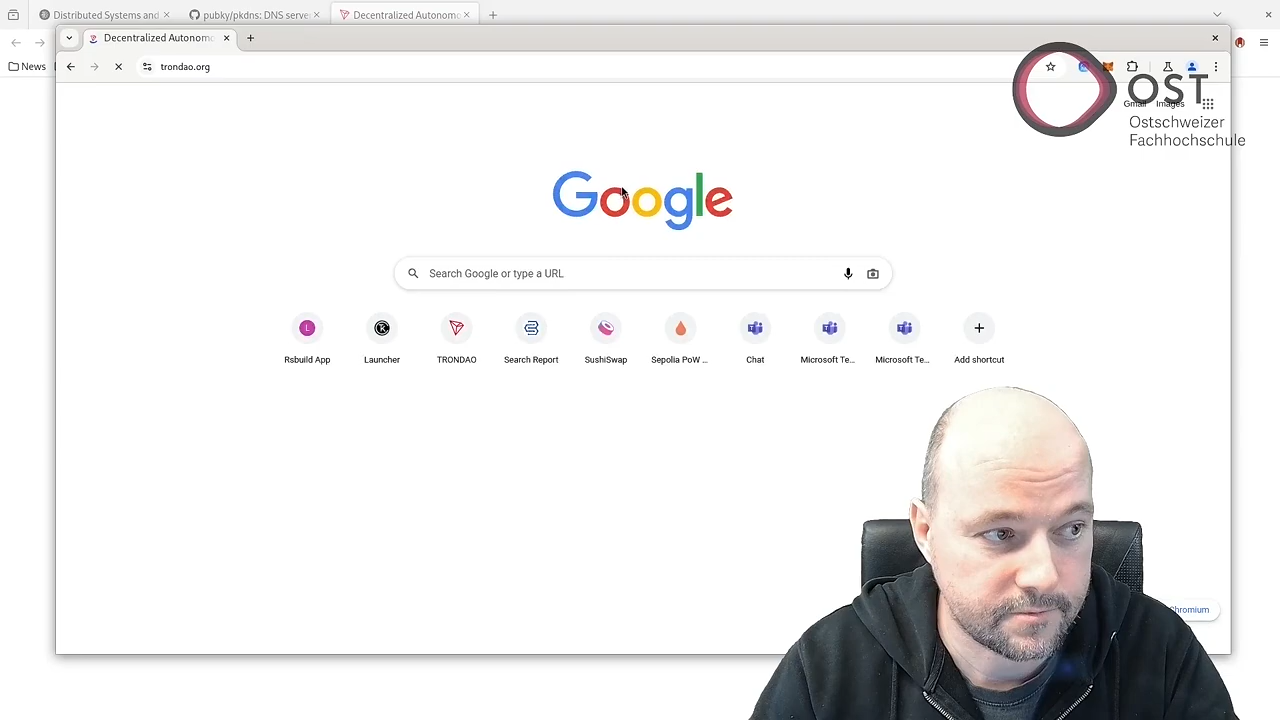 Distributed Systems and
pubky/pkdns: DNS serve
Decentralized Autonomo
News
Decentralized Autonomo
trondao.org
OST
Ostschweizer
Fachhochschule
Gmail
Images
Google
Search Google or type a URL
L
Rsbuild App
Launcher
TRONDAO
Search Report
SushiSwap
Sepolia PoW ...
Chat
Microsoft Te...
Microsoft Te...
Add shortcut
Chromium